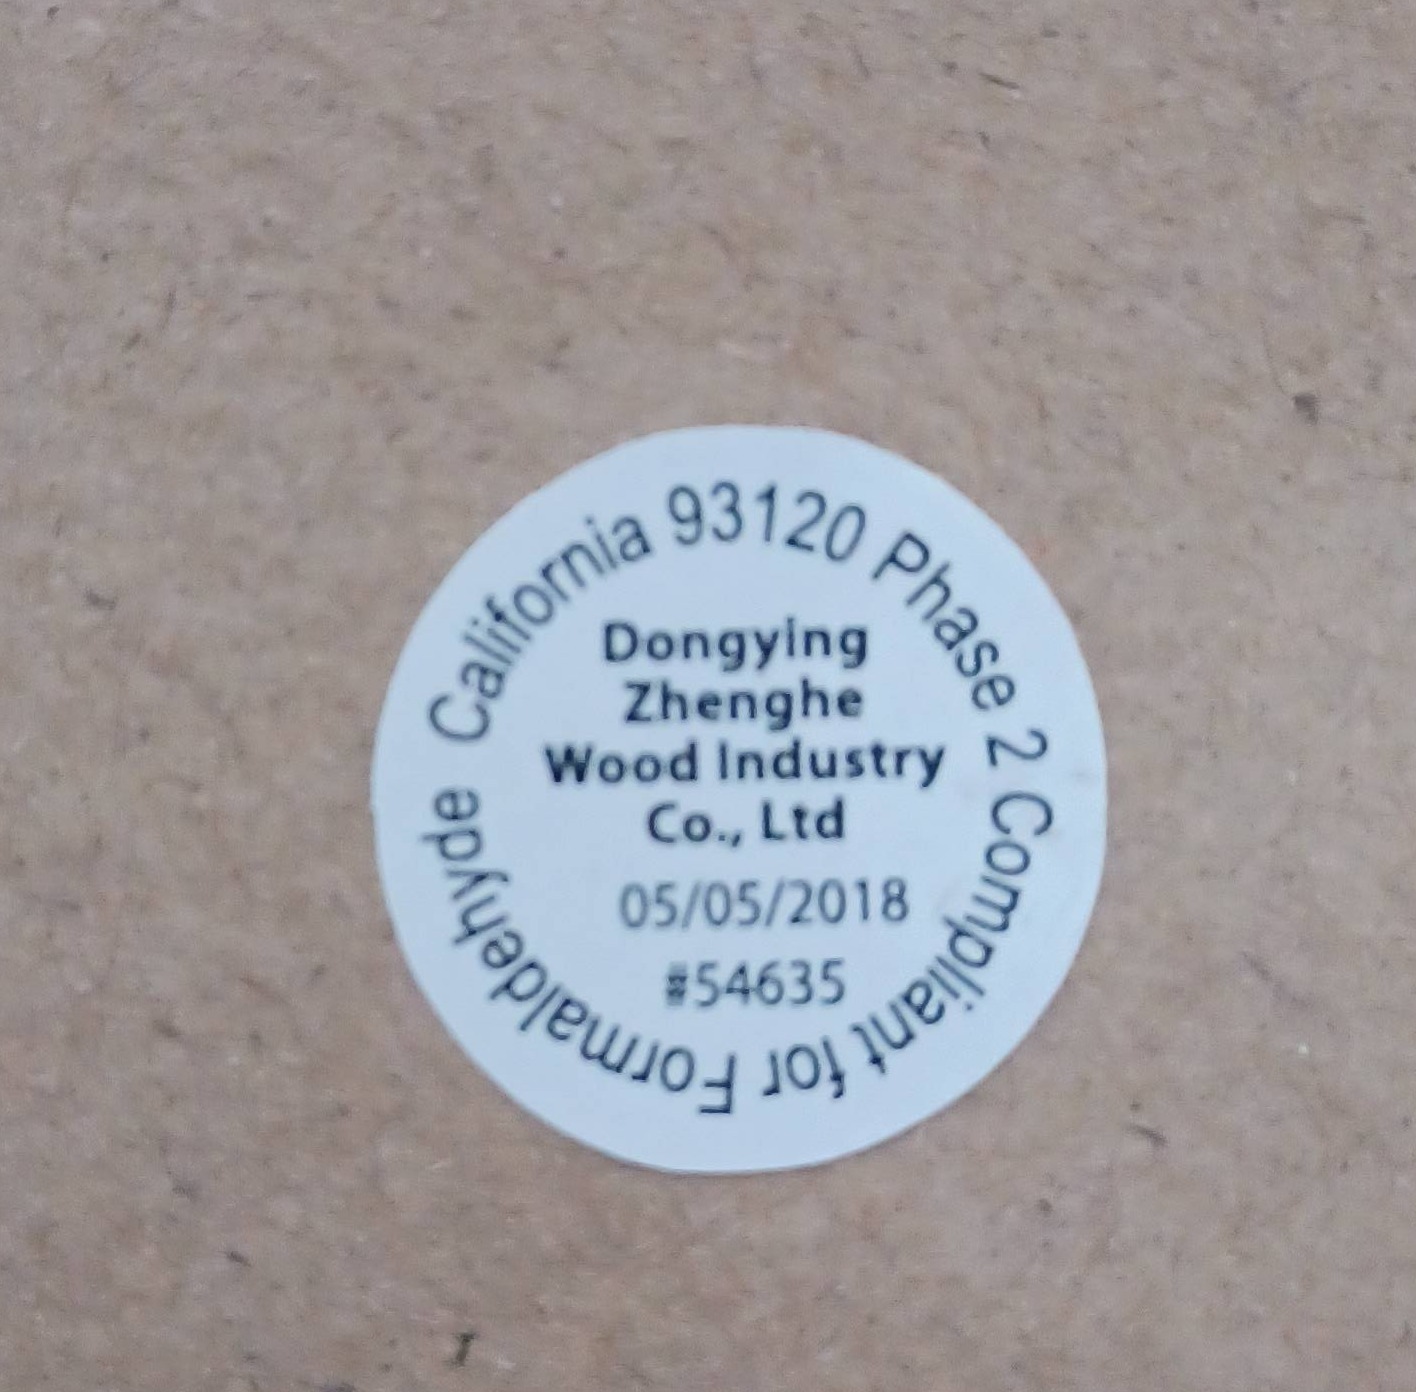 California 93120 Phase 2 Compliant for Formaldehyde
Dongying
Zhenghe
Wood Industry
Co., Ltd
05/05/2018
#54635